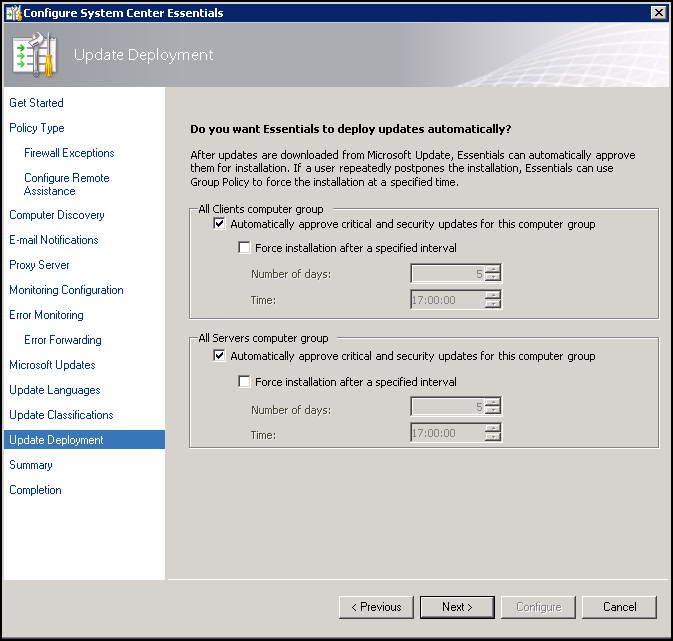 Configure System Center Essentials
Update Deployment
Get Started
Policy Type
Firewall Exceptions
Configure Remote
Assistance
Computer Discovery
E-mail Notifications
Proxy Server
Monitoring Configuration
Error Monitoring
Error Forwarding
Microsoft Updates
Update Languages
Update Classifications
Update Deployment
Summary
Completion
Do you want Essentials to deploy updates automatically?
After updates are downloaded from Microsoft Update, Essentials can automatically approve
them for installation. If a user repeatedly postpones the installation, Essentials can use
Group Policy to force the installation at a specified time.
All Clients computer group
Automatically approve critical and security updates for this computer group
Force installation after a specified interval
Number of days: 5
Time: 17:00:00
All Servers computer group
Automatically approve critical and security updates for this computer group
Force installation after a specified interval
Number of days: 5
Time: 17:00:00
< Previous Next > Configure Cancel